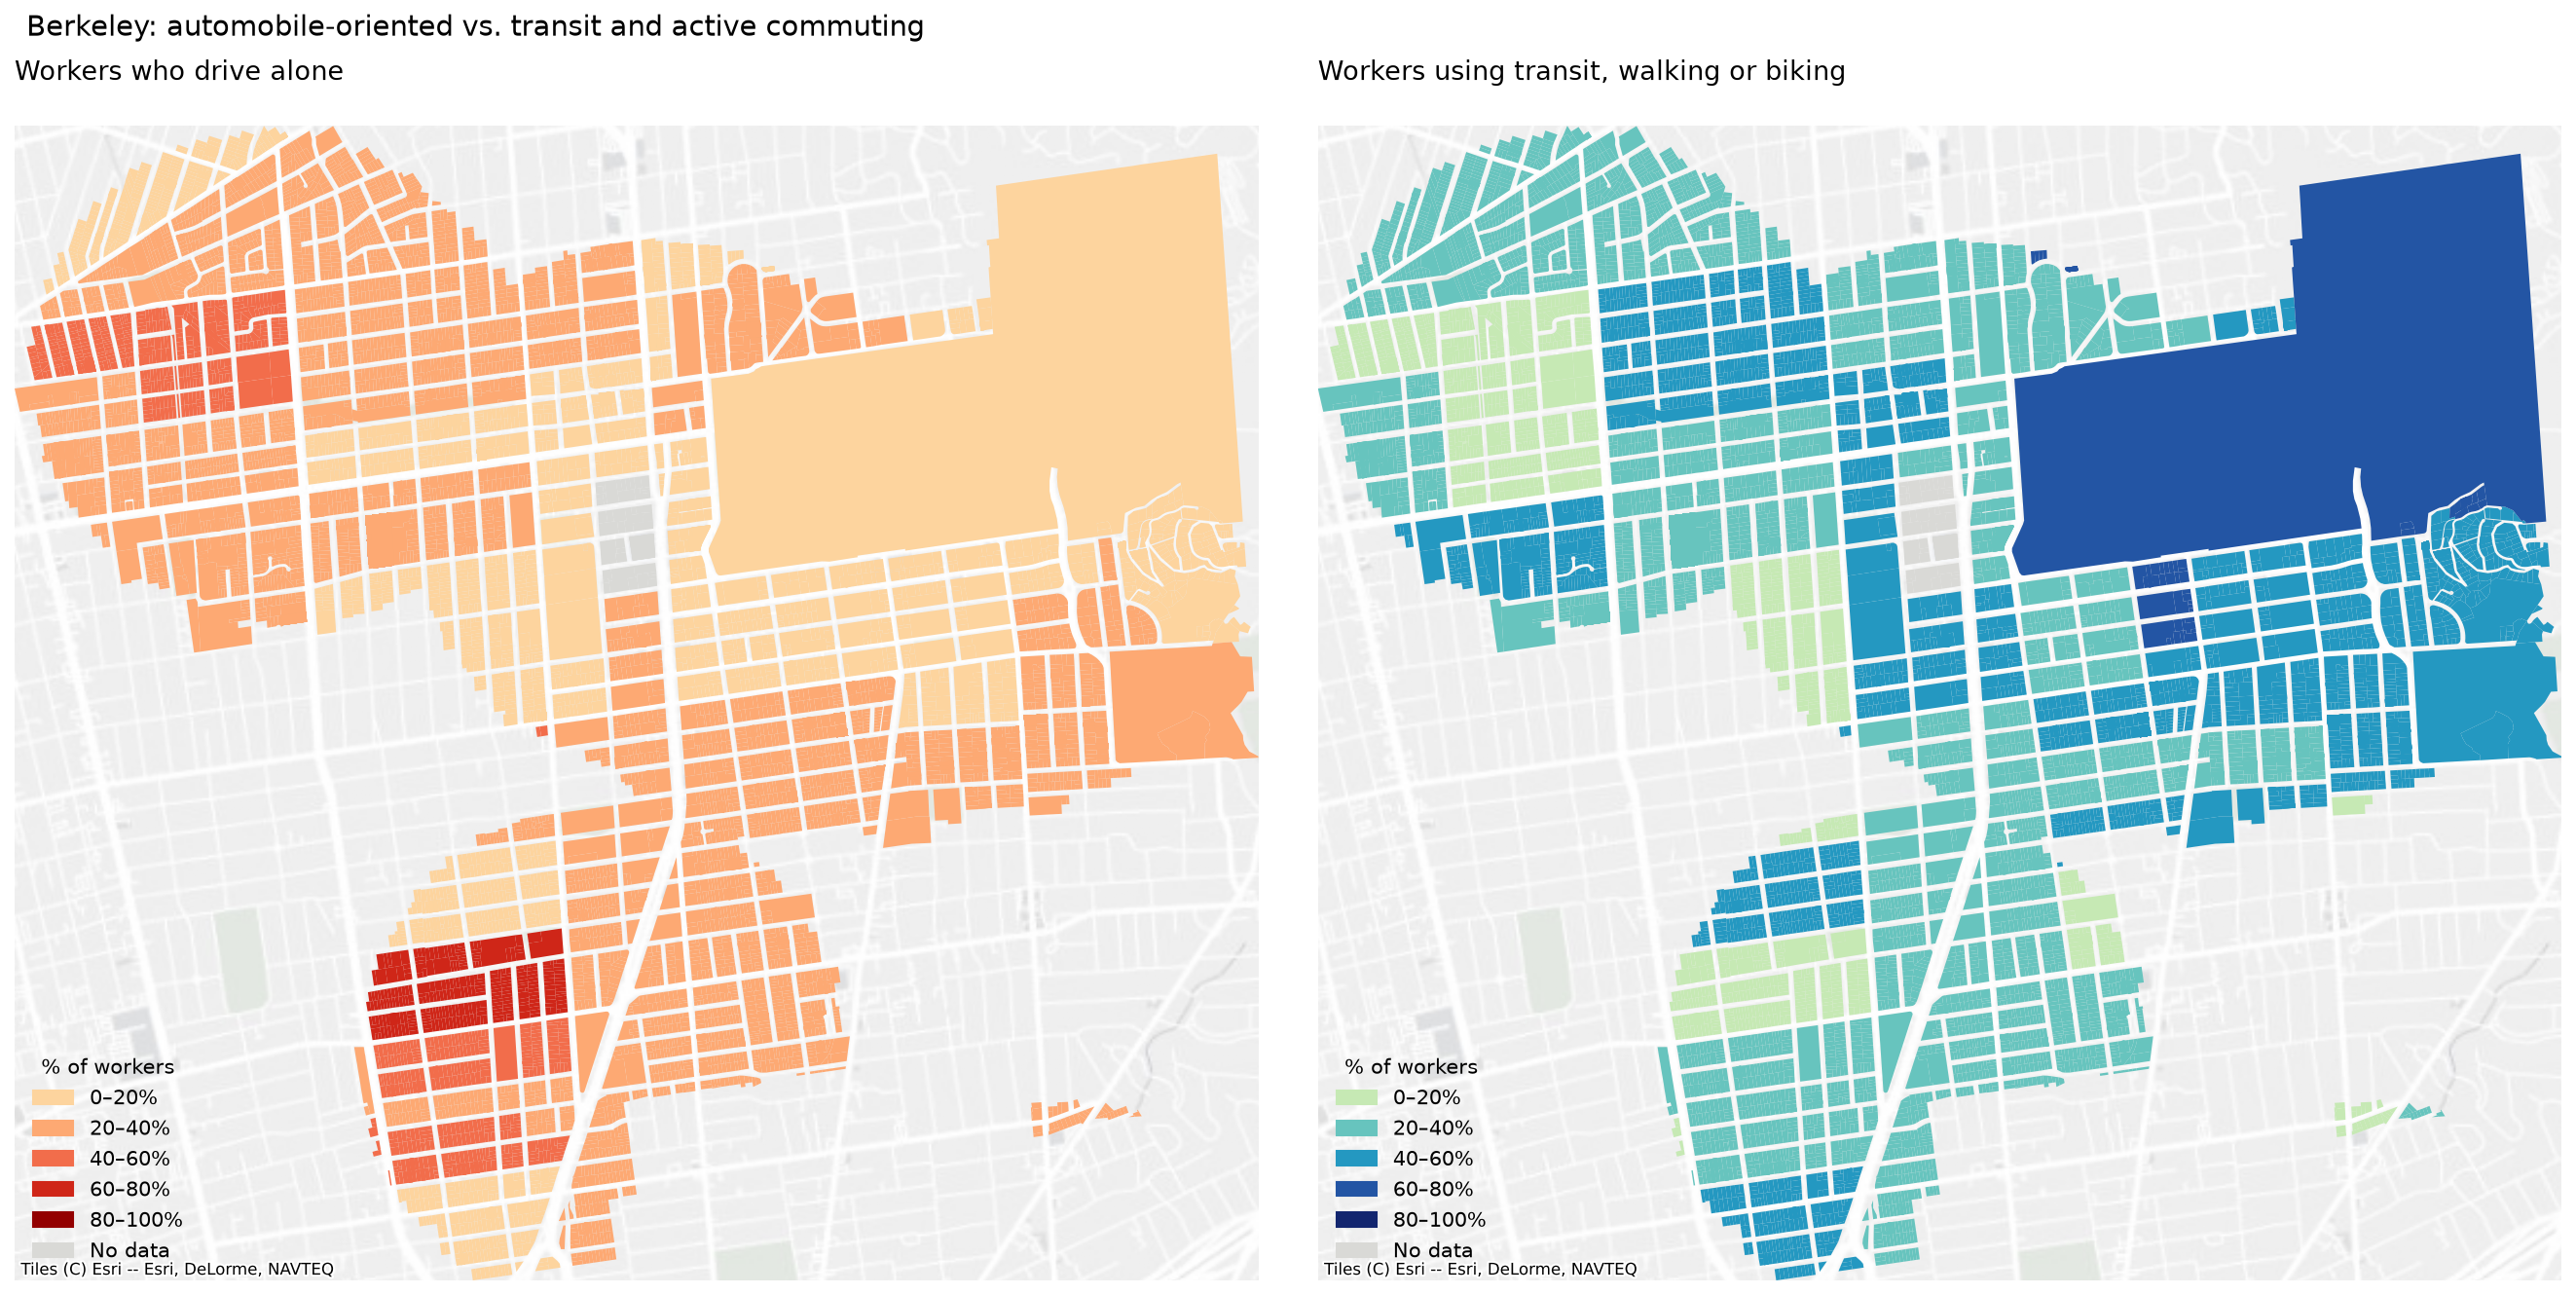 Berkeley: automobile-oriented vs. transit and active commuting
Workers who drive alone
Workers using transit, walking or biking
% of workers
0–20%
20–40%
40–60%
60–80%
80–100%
No data
Tiles (C) Esri -- Esri, DeLorme, NAVTEQ
% of workers
0–20%
20–40%
40–60%
60–80%
80–100%
No data
Tiles (C) Esri -- Esri, DeLorme, NAVTEQ